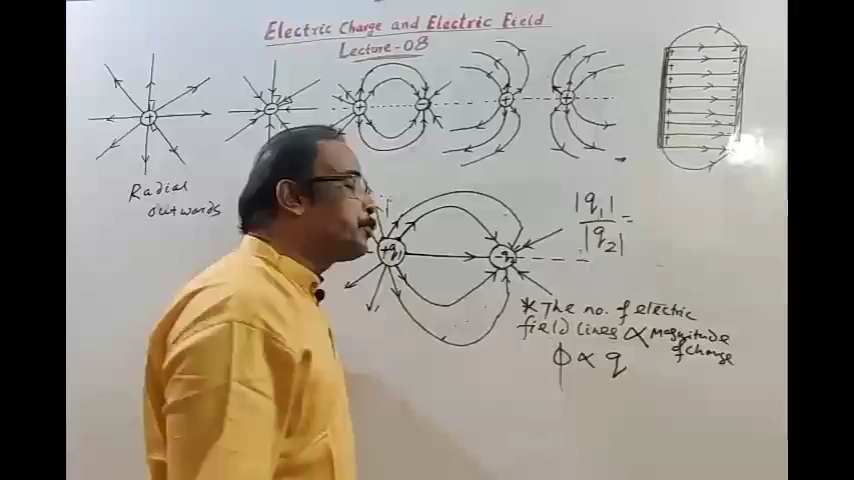 Electric Charge and Electric Field
Lecture-08
+
-
+
-
+
+
Radial
outwards
+q1
-q2
|q1|
|q2|
=
*The no. of electric
field lines ∝ Magnitude
of charge
ϕ ∝ q